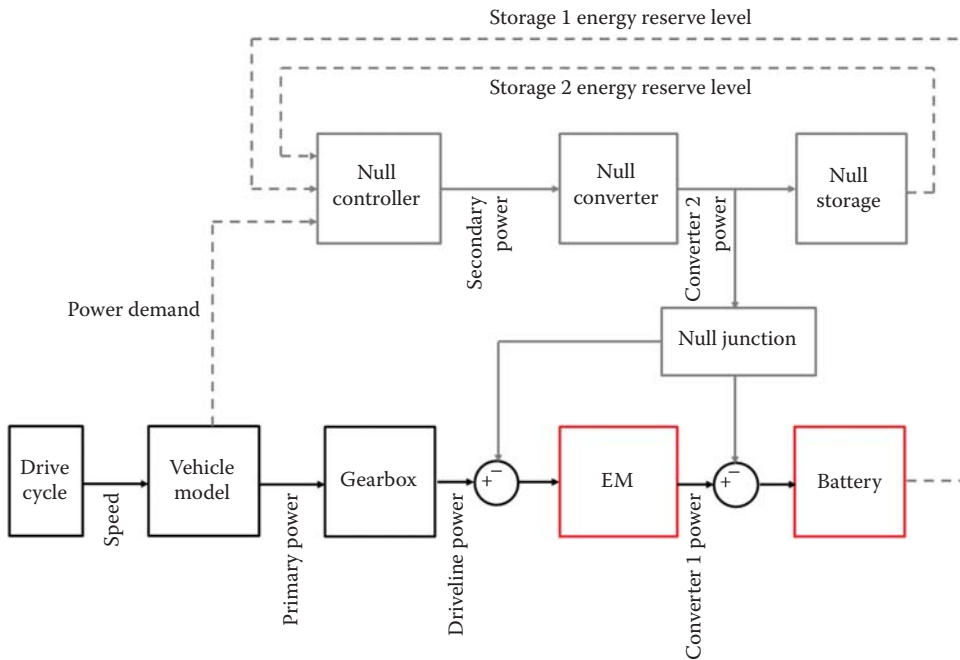 Storage 1 energy reserve level
Storage 2 energy reserve level
Null
controller
Null
converter
Null
storage
Secondary
power
Converter 2
power
Power demand
Null junction
Drive
cycle
Vehicle
model
Gearbox
+
−
EM
+
−
Battery
Speed
Primary power
Driveline power
Converter 1 power